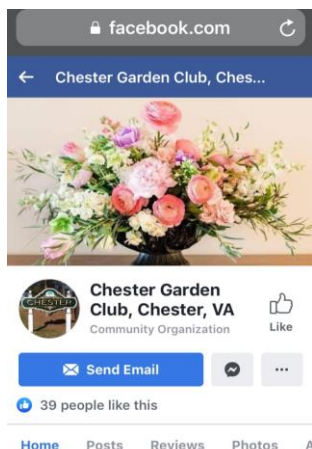 facebook.com
Chester Garden Club, Ches...
CHESTER
Chester Garden
Club, Chester, VA
Community Organization
Like
Send Email
...
39 people like this
Home Posts Reviews Photos A